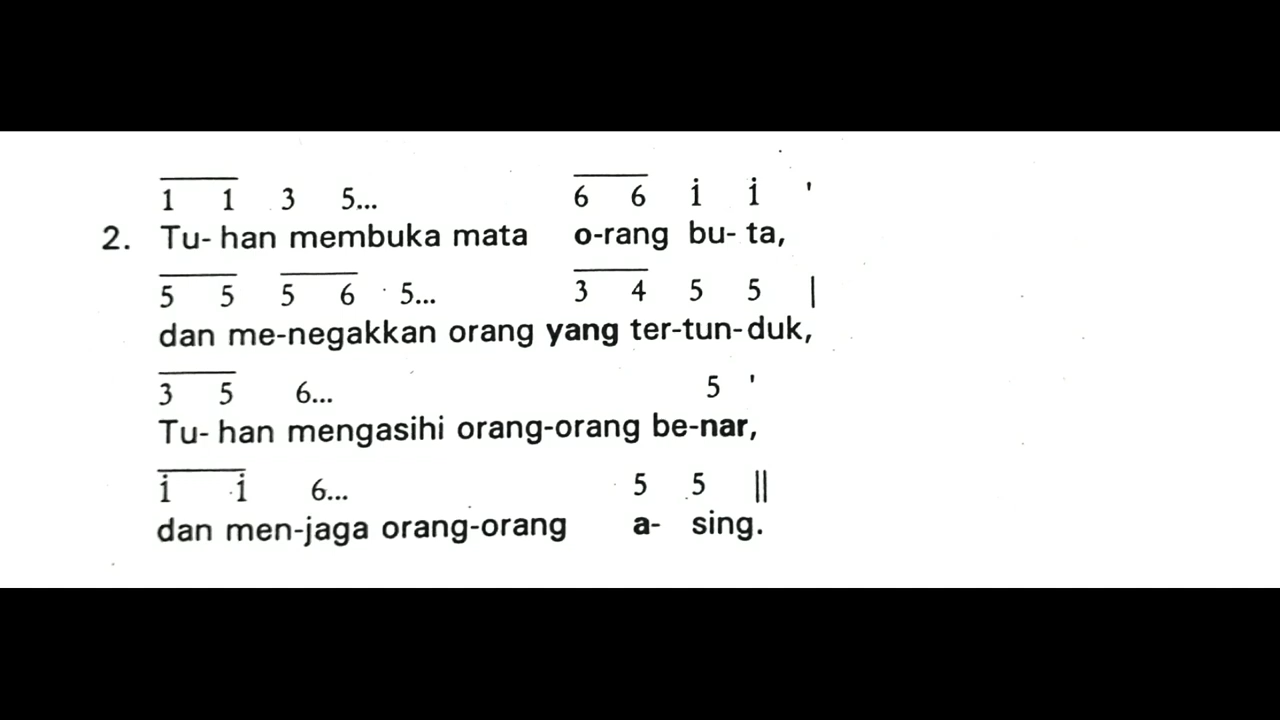 1 1 3 5... 6 6 i i '
2. Tu- han membuka mata o-rang bu- ta,
5 5 5 6 5... 3 4 5 5 |
dan me-negakkan orang yang ter-tun-duk,
3 5 6... 5 '
Tu- han mengasihi orang-orang be-nar,
i i 6... 5 5 ||
dan men-jaga orang-orang a- sing.